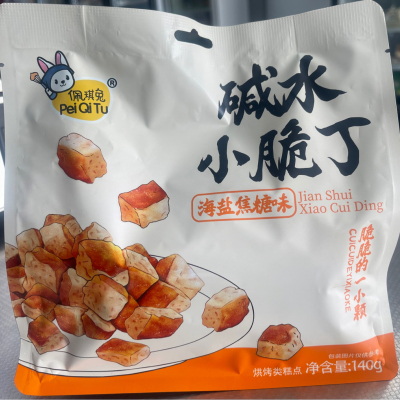 佩琪兔®
Pei Qi Tu
碱水
小脆丁
海盐焦糖味
Jian Shui
Xiao Cui Ding
脆脆的一小颗
烘烤类糕点
净含量:140g